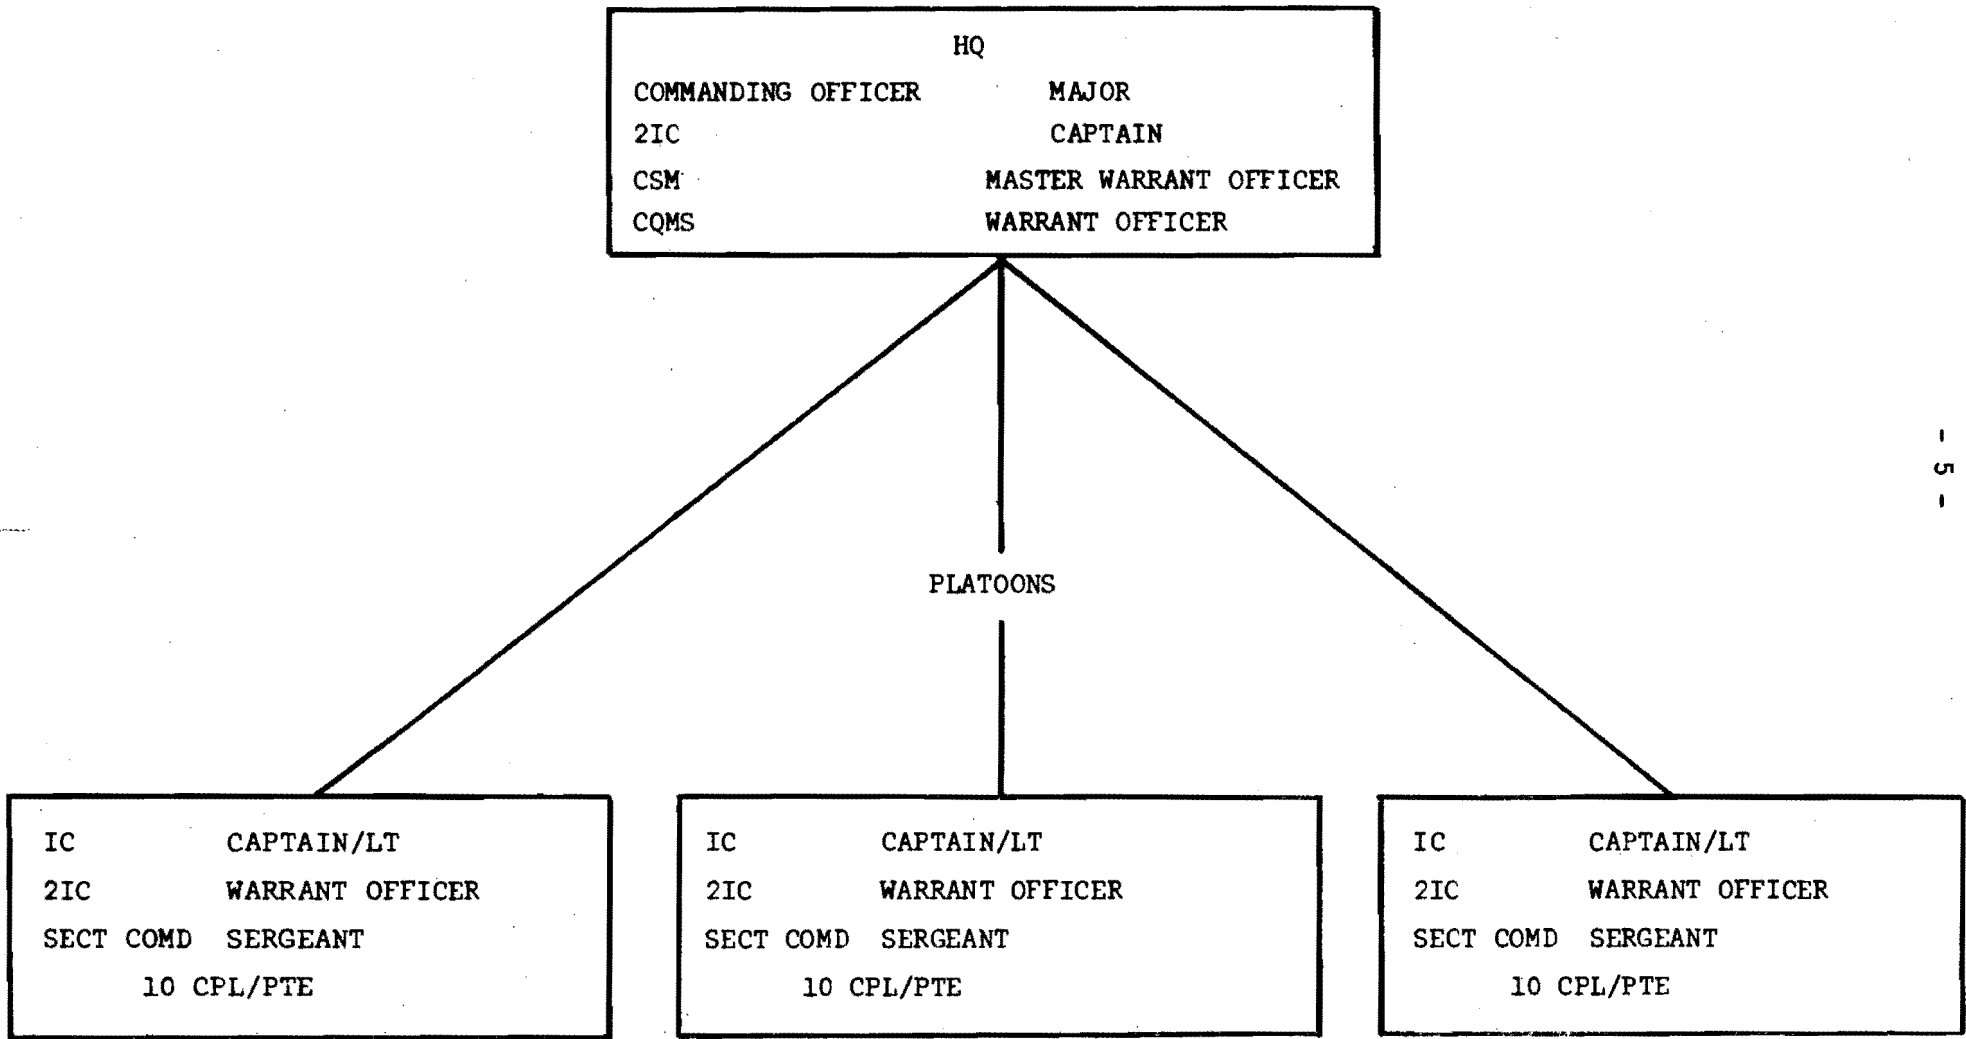 HQ
COMMANDING OFFICER MAJOR
2IC CAPTAIN
CSM MASTER WARRANT OFFICER
CQMS WARRANT OFFICER
- 5 -
PLATOONS
IC CAPTAIN/LT
2IC WARRANT OFFICER
SECT COMD SERGEANT
10 CPL/PTE
IC CAPTAIN/LT
2IC WARRANT OFFICER
SECT COMD SERGEANT
10 CPL/PTE
IC CAPTAIN/LT
2IC WARRANT OFFICER
SECT COMD SERGEANT
10 CPL/PTE